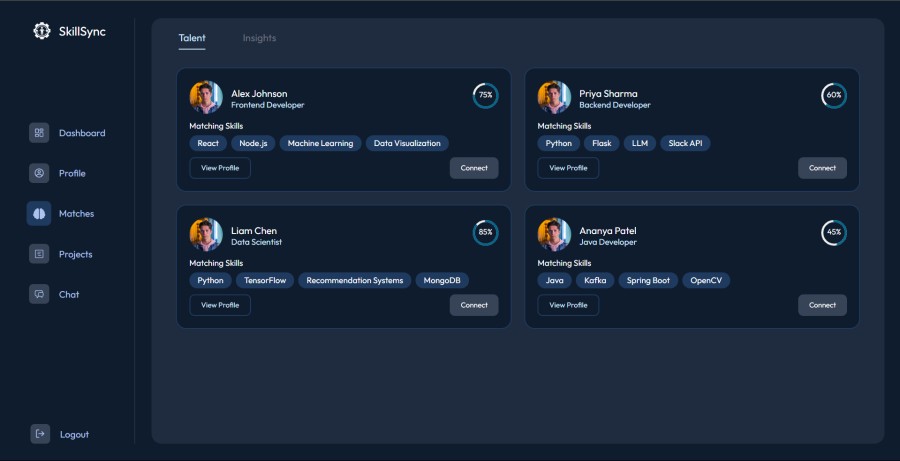 SkillSync
Dashboard
Profile
Matches
Projects
Chat
Logout
Talent Insights
Alex Johnson
Frontend Developer
75%
Matching Skills
React Node.js Machine Learning Data Visualization
View Profile Connect
Priya Sharma
Backend Developer
60%
Matching Skills
Python Flask LLM Slack API
View Profile Connect
Liam Chen
Data Scientist
85%
Matching Skills
Python TensorFlow Recommendation Systems MongoDB
View Profile Connect
Ananya Patel
Java Developer
45%
Matching Skills
Java Kafka Spring Boot OpenCV
View Profile Connect